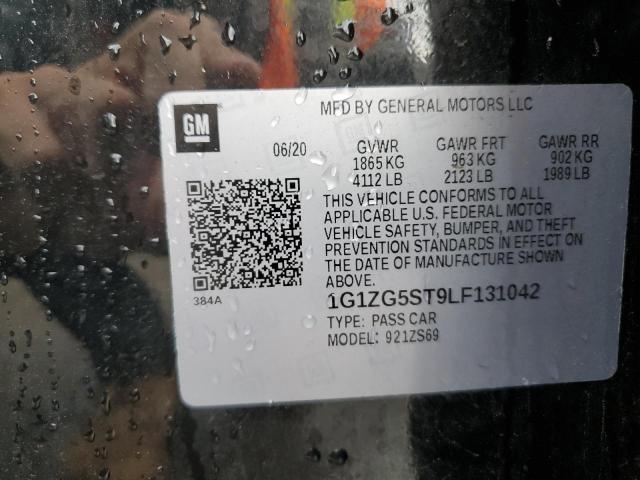 GM
MFD BY GENERAL MOTORS LLC
06/20 GVWR GAWR FRT GAWR RR
1865 KG 963 KG 902 KG
4112 LB 2123 LB 1989 LB
THIS VEHICLE CONFORMS TO ALL
APPLICABLE U.S. FEDERAL MOTOR
VEHICLE SAFETY, BUMPER, AND THEFT
PREVENTION STANDARDS IN EFFECT ON
THE DATE OF MANUFACTURE SHOWN
ABOVE.
384A
1G1ZG5ST9LF131042
TYPE: PASS CAR
MODEL: 921ZS69